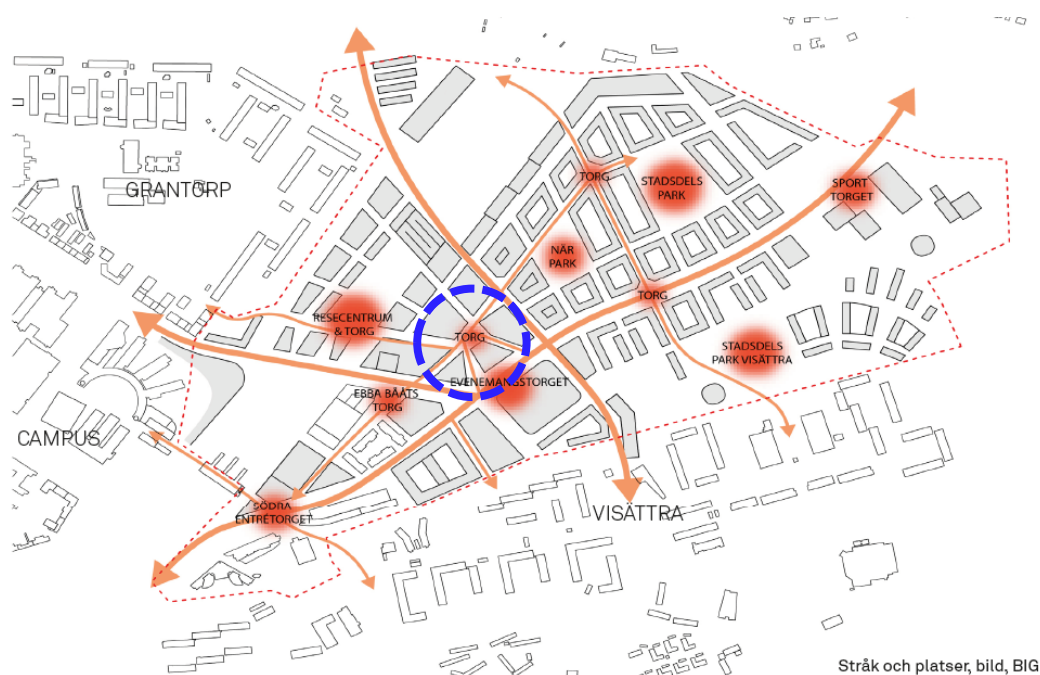 GRANTORP
TORG
STADSDELS
PARK
SPORT
TORGET
NÄR
PARK
TORG
RESECENTRUM
& TORG
TORG
STADSDELS
PARK VISÄTTRA
EVENEMANGSTORGET
EBBA BÅÅTS
TORG
CAMPUS
SÖDRA
ENTRÉTORGET
VISÄTTRA
Stråk och platser, bild, BIG